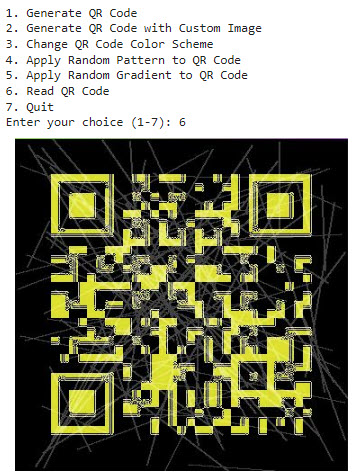 1. Generate QR Code
2. Generate QR Code with Custom Image
3. Change QR Code Color Scheme
4. Apply Random Pattern to QR Code
5. Apply Random Gradient to QR Code
6. Read QR Code
7. Quit
Enter your choice (1-7): 6